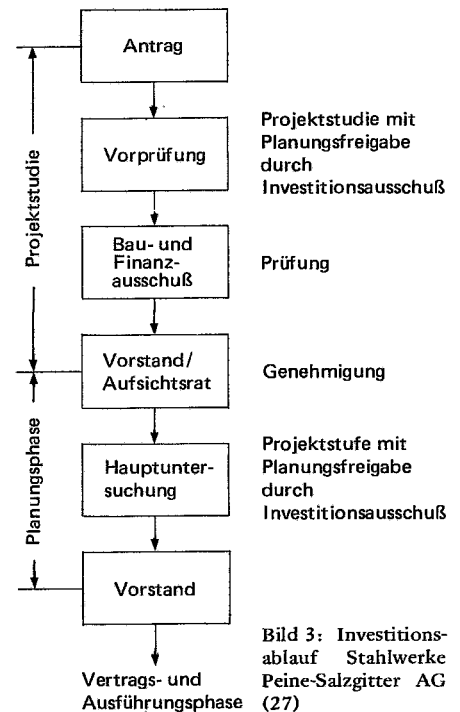 Antrag
Projektstudie
Vorprüfung
Projektstudie mit
Planungsfreigabe
durch
Investitionsausschuß
Bau- und
Finanz-
ausschuß
Prüfung
Vorstand/
Aufsichtsrat
Genehmigung
Planungsphase
Hauptunter-
suchung
Projektstufe mit
Planungsfreigabe
durch
Investitionsausschuß
Vorstand
Vertrags- und
Ausführungsphase
Bild 3: Investitions-
ablauf Stahlwerke
Peine-Salzgitter AG
(27)